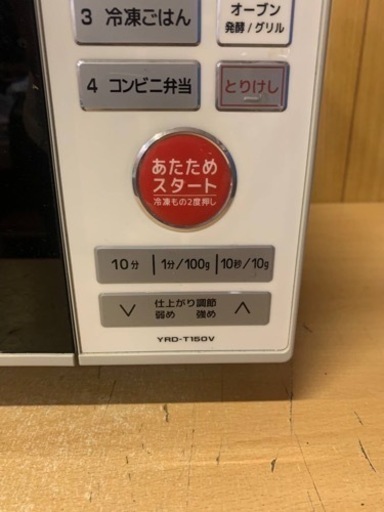 3 冷凍ごはん
オーブン
発酵/グリル
4 コンビニ弁当
とりけし
あたため
スタート
冷凍もの2度押し
10分 1分/100g 10秒/10g
仕上がり調節
弱め 強め
YRD-T150V